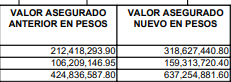 VALOR ASEGURADO ANTERIOR EN PESOS
VALOR ASEGURADO NUEVO EN PESOS
212,418,293.90 318,627,440.80
106,209,146.95 159,313,720.40
424,836,587.80 637,254,881.60